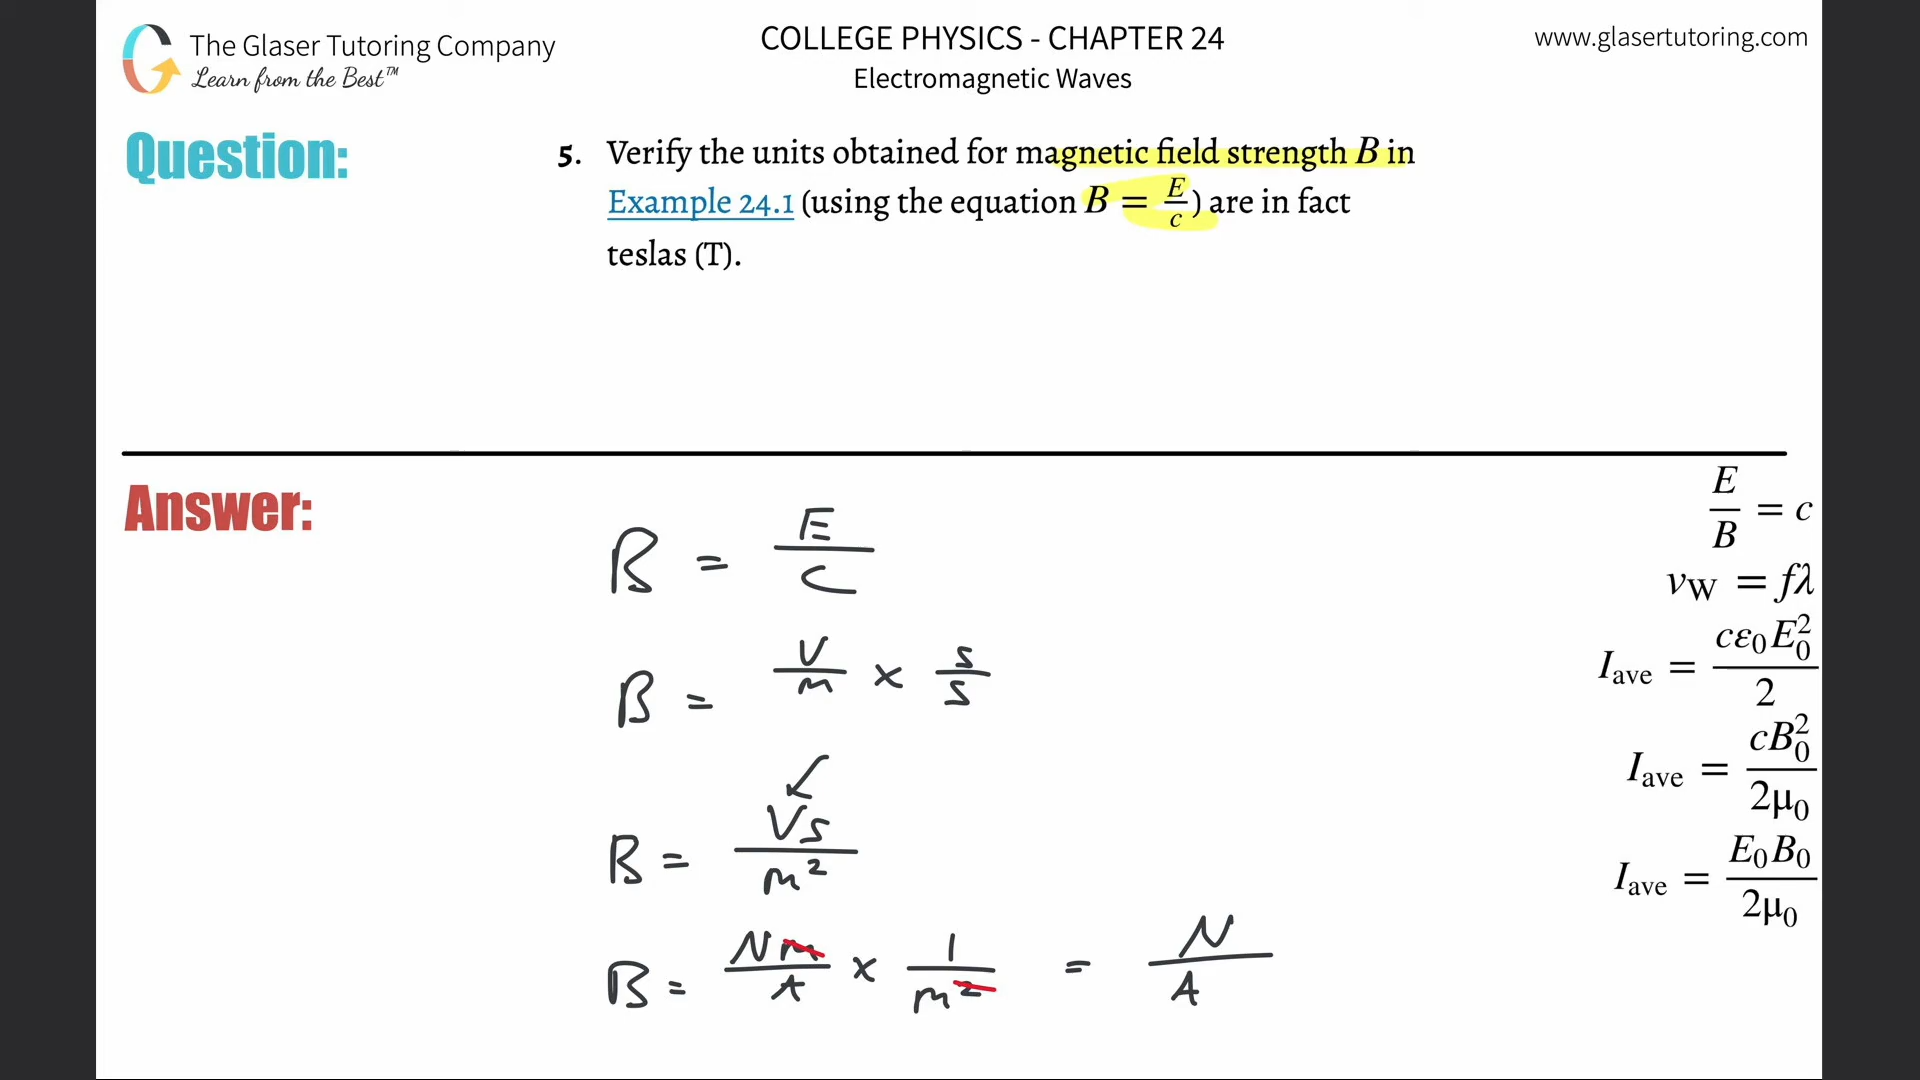 The Glaser Tutoring Company
Learn from the Best™
COLLEGE PHYSICS - CHAPTER 24
Electromagnetic Waves
www.glasertutoring.com
Question:
5. Verify the units obtained for magnetic field strength B in
Example 24.1 (using the equation B = E/c) are in fact
teslas (T).
Answer:
B = E/C
B = V/m × s/s
B = Vs/m²
B = Nm/A × 1/m² = N/A
E/B = c
v_W = fλ
I_ave = cε₀E₀²/2
I_ave = cB₀²/2μ₀
I_ave = E₀B₀/2μ₀